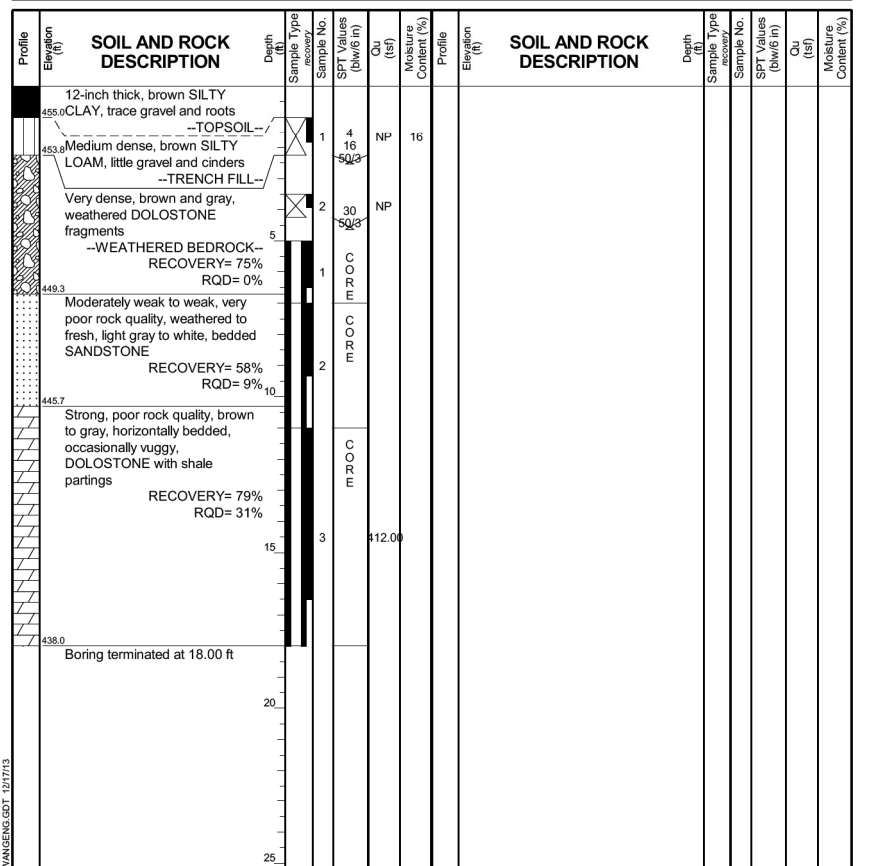 Profile
Elevation (ft)
SOIL AND ROCK DESCRIPTION
Depth (ft)
Sample Type
recovery
Sample No.
SPT Values (blw/6 in)
Qu (tsf)
Moisture Content (%)
Profile
Elevation (ft)
SOIL AND ROCK DESCRIPTION
Depth (ft)
Sample Type
recovery
Sample No.
SPT Values (blw/6 in)
Qu (tsf)
Moisture Content (%)
12-inch thick, brown SILTY
455.0 CLAY, trace gravel and roots
--TOPSOIL--
Medium dense, brown SILTY
453.8
LOAM, little gravel and cinders
--TRENCH FILL--
1
4
16
50/3
NP
16
Very dense, brown and gray,
weathered DOLOSTONE
fragments
2
30
50/3
NP
5
--WEATHERED BEDROCK--
RECOVERY= 75%
RQD= 0%
1
CORE
449.3
Moderately weak to weak, very
poor rock quality, weathered to
fresh, light gray to white, bedded
SANDSTONE
RECOVERY= 58%
RQD= 9%
2
CORE
10
445.7
Strong, poor rock quality, brown
to gray, horizontally bedded,
occasionally vuggy,
DOLOSTONE with shale
partings
RECOVERY= 79%
RQD= 31%
CORE
3
412.00
15
438.0
Boring terminated at 18.00 ft
20
25
WANGENG.GDT 12/17/13